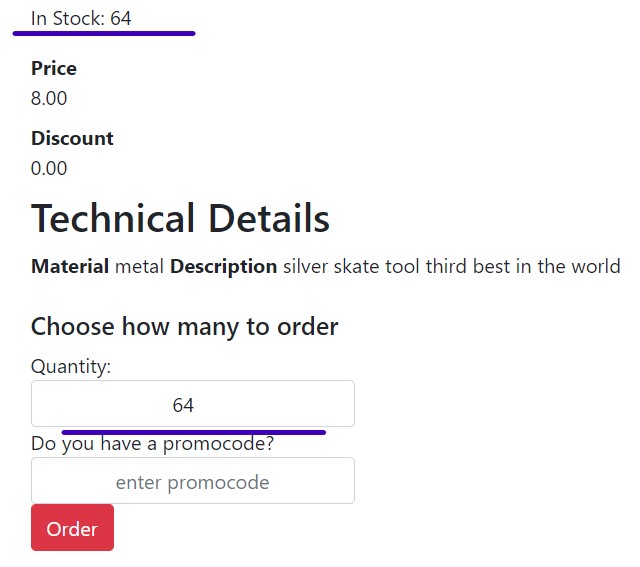 In Stock: 64
Price
8.00
Discount
0.00
Technical Details
Material metal Description silver skate tool third best in the world
Choose how many to order
Quantity:
64
Do you have a promocode?
enter promocode
Order